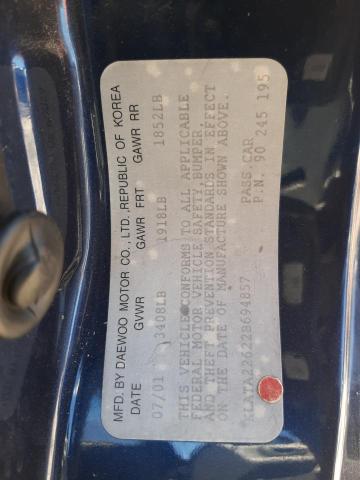 MFD. BY DAEWOO MOTOR CO., LTD., REPUBLIC OF KOREA
DATE GVWR GAWR FRT GAWR RR
07/01 3408LB 1918LB 1852LB
THIS VEHICLE CONFORMS TO ALL APPLICABLE
FEDERAL MOTOR VEHICLE SAFETY, BUMPER,
AND THEFT PREVENTION STANDARDS IN EFFECT
ON THE DATE OF MANUFACTURE SHOWN ABOVE.
KLATA22622B694857 PASS.CAR
P.N. 90 245 195